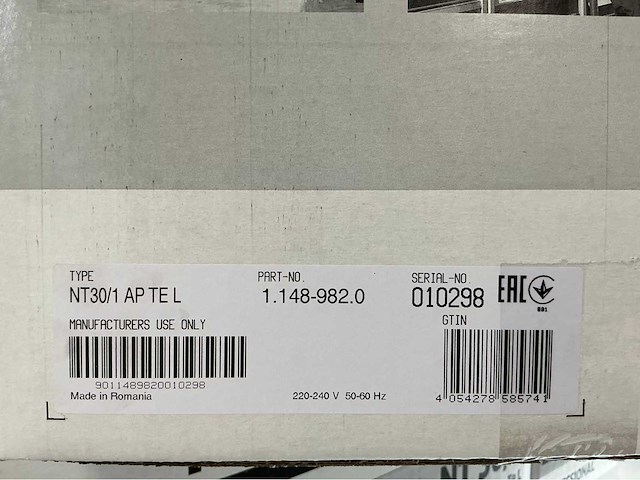 TYPE
NT30/1 AP TE L
PART-NO.
1.148-982.0
SERIAL-NO.
010298
EAC
001
MANUFACTURERS USE ONLY
9011489820010298
Made in Romania
220-240 V 50-60 Hz
GTIN
4 054278 585741